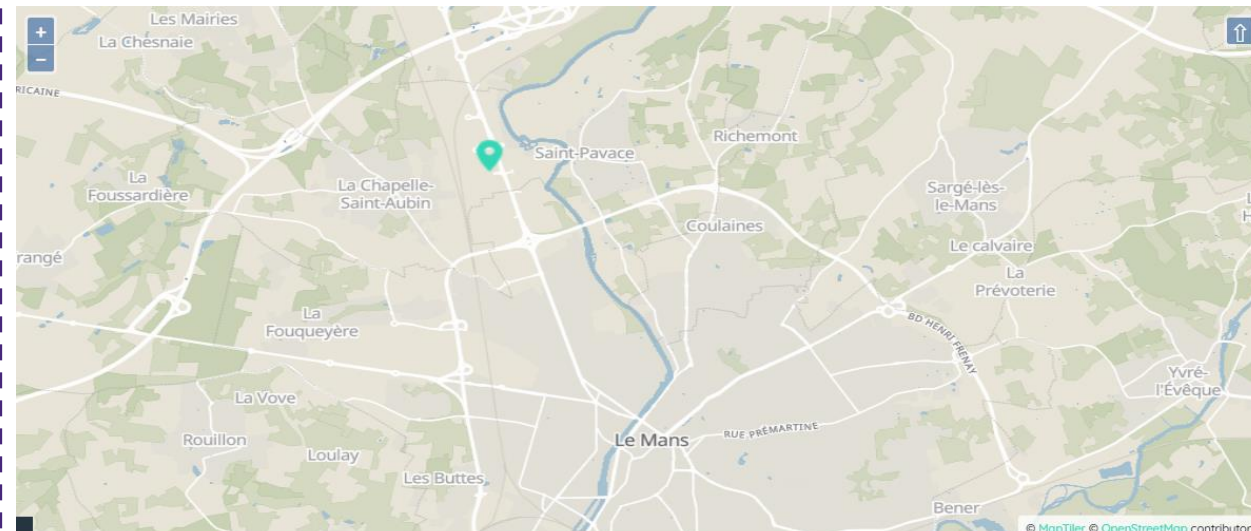 Les Mairies
La Chesnaie
RICAINE
Richemont
Saint-Pavace
La
Foussardière
La Chapelle-
Saint-Aubin
Sargé-lès-
le-Mans
Coulaines
Le calvaire
rangé
La
Prévoterie
La
Fouqueyère
BD HENRI FRENAY
Yvré-
l'Évêque
La Vove
RUE PRÉMARTINE
Rouillon
Le Mans
Loulay
Les Buttes
Bener
© MapTiler © OpenStreetMap contributor